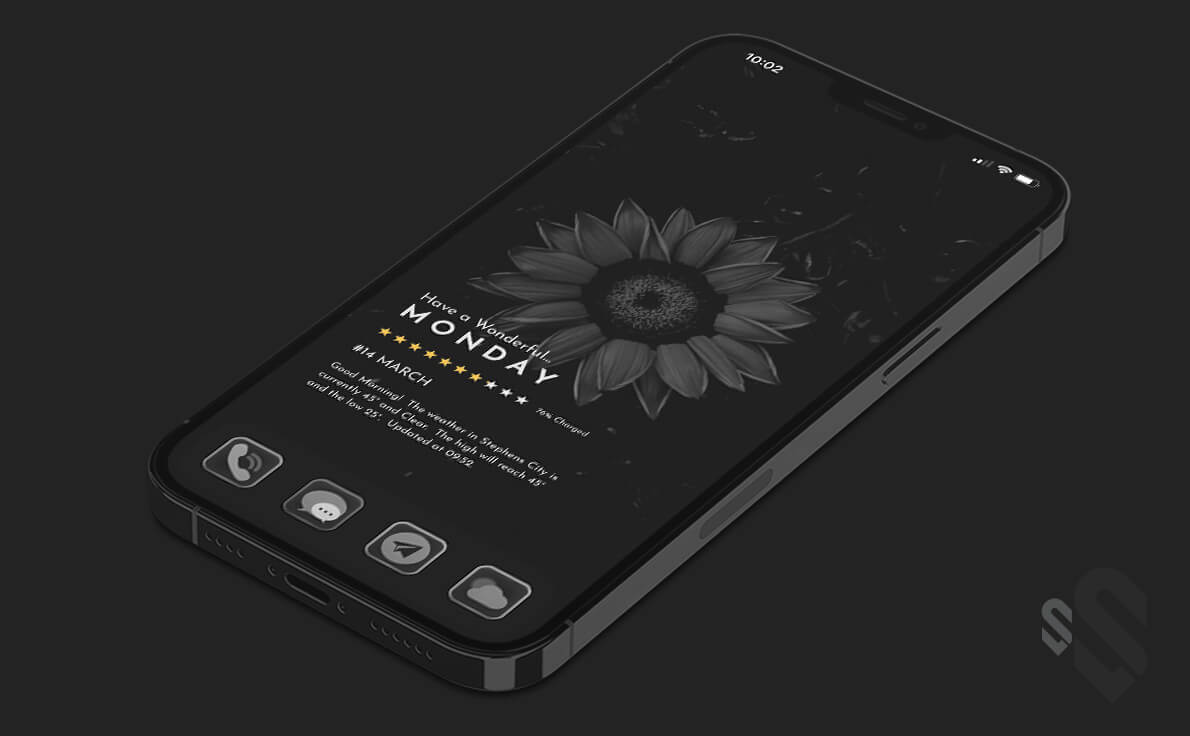 10:02
Have a Wonderful..
MONDAY
#14 MARCH
76% Charged
Good Morning! The weather in Stephens City is
currently 45° and Clear. The high will reach 45°
and the low 25°. Updated at 09:52